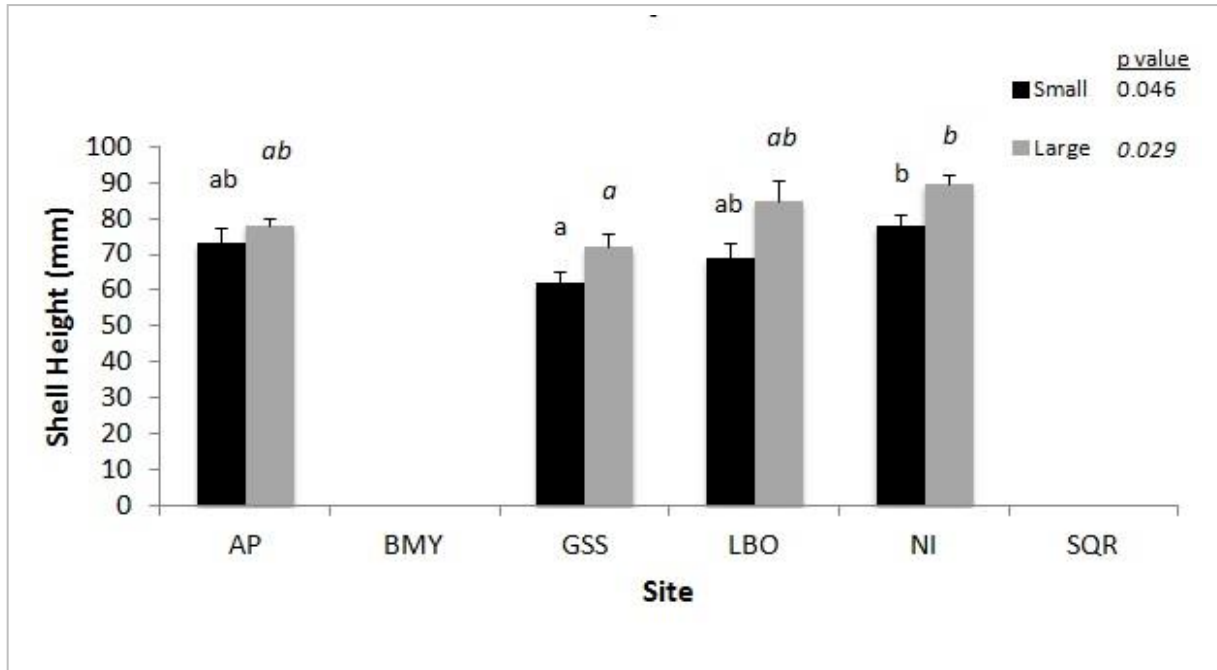 -
p value
Small 0.046
Large 0.029
Shell Height (mm)
100
90
80
70
60
50
40
30
20
10
0
ab ab
a a
ab ab
b b
AP BMY GSS LBO NI SQR
Site